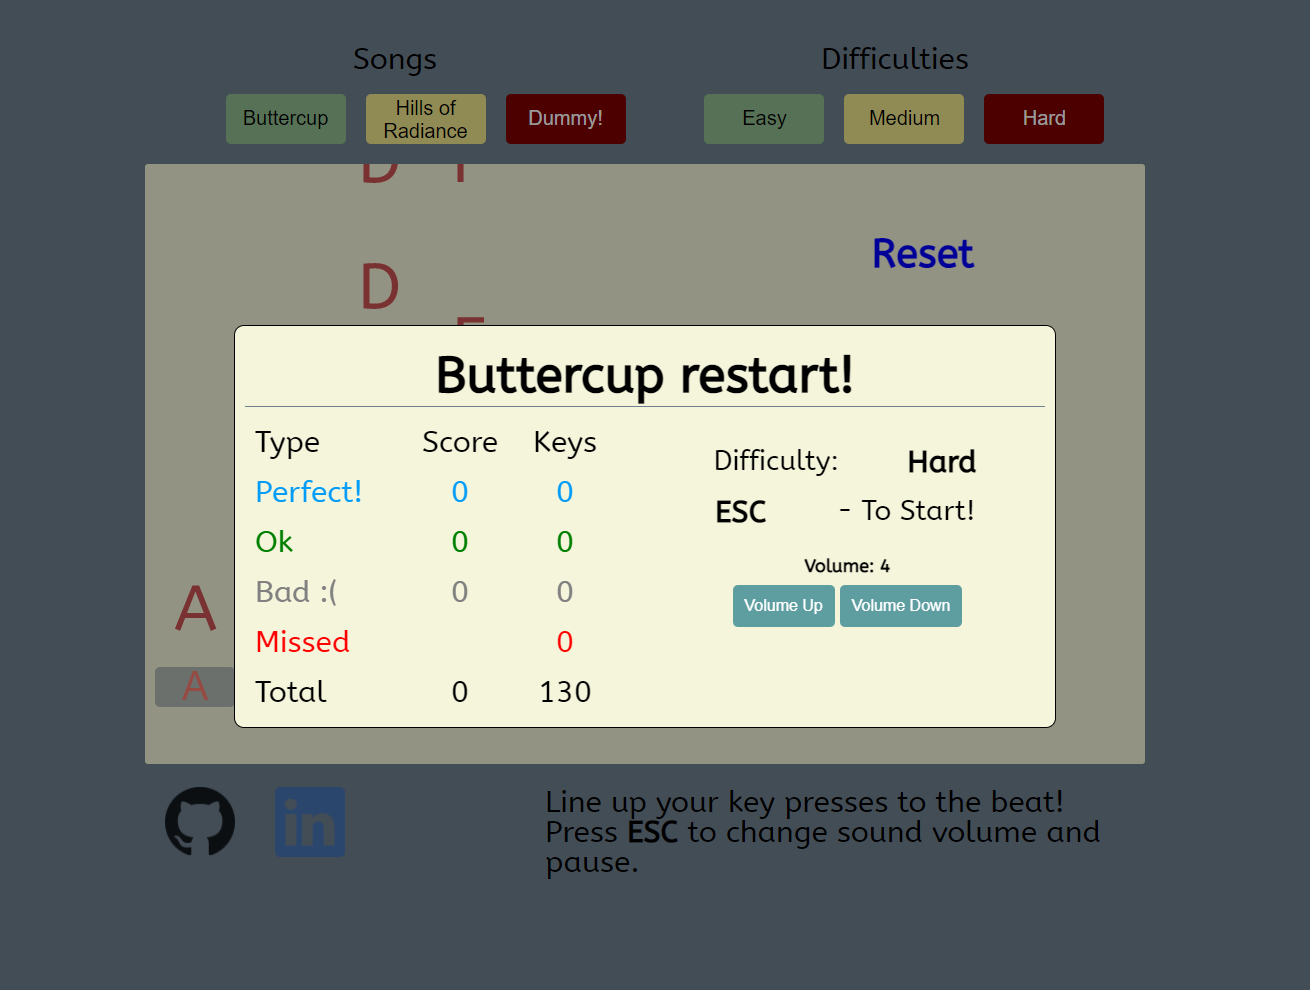 Songs
Difficulties
Buttercup
Hills of
Radiance
Dummy!
Easy
Medium
Hard
D
Reset
D
Buttercup restart!
Type Score Keys
Perfect! 0 0
Ok 0 0
Bad :( 0 0
Missed 0
Total 0 130
Difficulty: Hard
ESC - To Start!
Volume: 4
Volume Up Volume Down
A
A
in
Line up your key presses to the beat!
Press ESC to change sound volume and
pause.